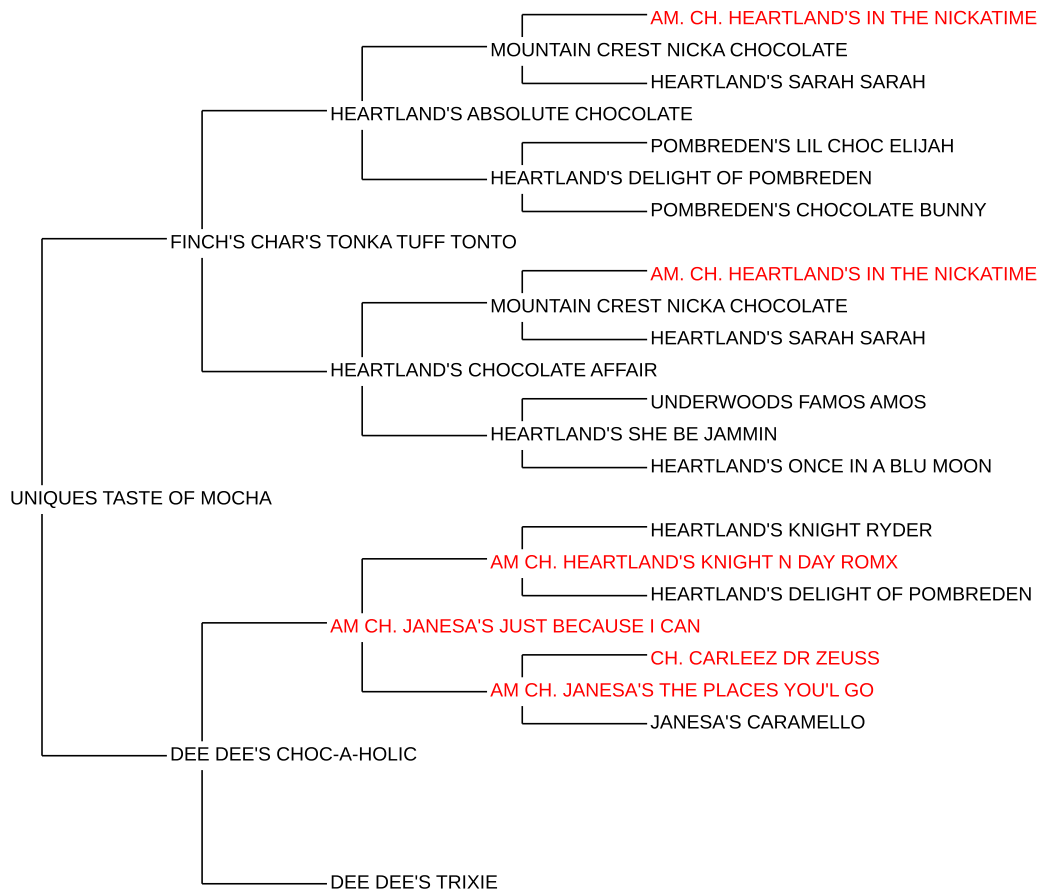 AM. CH. HEARTLAND'S IN THE NICKATIME
MOUNTAIN CREST NICKA CHOCOLATE
HEARTLAND'S SARAH SARAH
HEARTLAND'S ABSOLUTE CHOCOLATE
POMBREDEN'S LIL CHOC ELIJAH
HEARTLAND'S DELIGHT OF POMBREDEN
POMBREDEN'S CHOCOLATE BUNNY
FINCH'S CHAR'S TONKA TUFF TONTO
AM. CH. HEARTLAND'S IN THE NICKATIME
MOUNTAIN CREST NICKA CHOCOLATE
HEARTLAND'S SARAH SARAH
HEARTLAND'S CHOCOLATE AFFAIR
UNDERWOODS FAMOS AMOS
HEARTLAND'S SHE BE JAMMIN
HEARTLAND'S ONCE IN A BLU MOON
UNIQUES TASTE OF MOCHA
HEARTLAND'S KNIGHT RYDER
AM CH. HEARTLAND'S KNIGHT N DAY ROMX
HEARTLAND'S DELIGHT OF POMBREDEN
AM CH. JANESA'S JUST BECAUSE I CAN
CH. CARLEEZ DR ZEUSS
AM CH. JANESA'S THE PLACES YOU'L GO
JANESA'S CARAMELLO
DEE DEE'S CHOC-A-HOLIC
DEE DEE'S TRIXIE